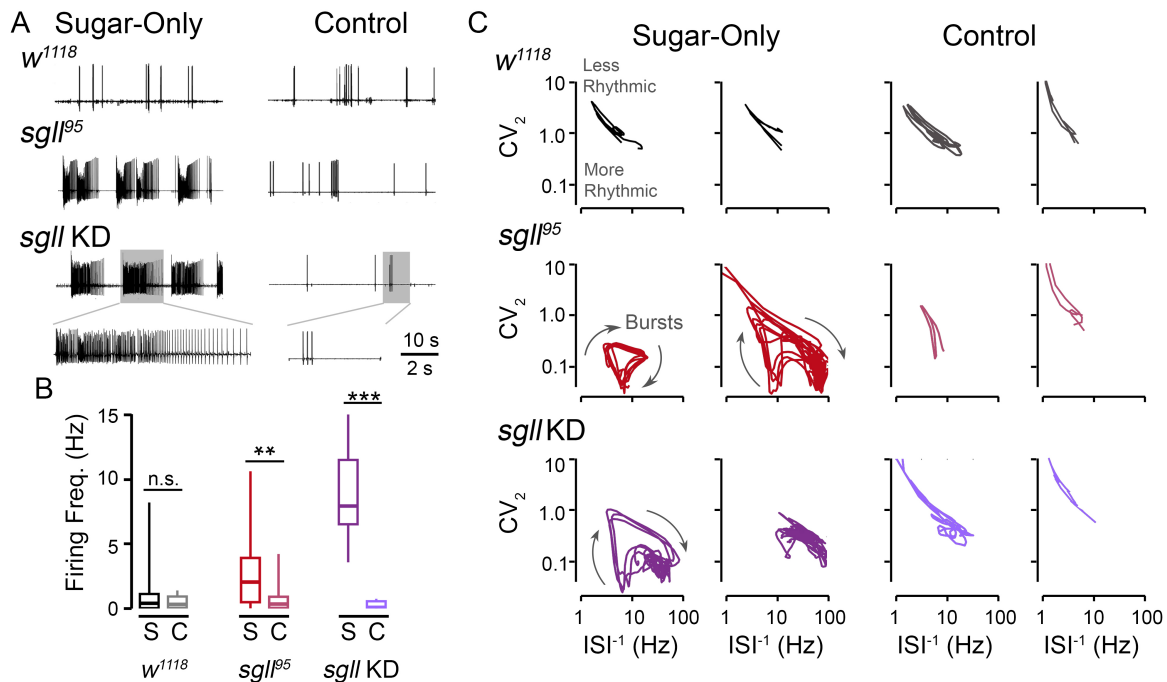 A
Sugar-Only Control
w1118
sgll95
sgll KD
10 s
2 s
B
Firing Freq. (Hz)
15
10
5
0
n.s.
**
***
S C S C S C
w1118 sgll95 sgll KD
C
Sugar-Only Control
w1118
Less
Rhythmic
More
Rhythmic
CV2
10
1.0
0.1
sgll95
Bursts
CV2
10
1.0
0.1
sgll KD
CV2
10
1.0
0.1
1 10 100 1 10 100 1 10 100 1 10 100
ISI-1 (Hz) ISI-1 (Hz) ISI-1 (Hz) ISI-1 (Hz)